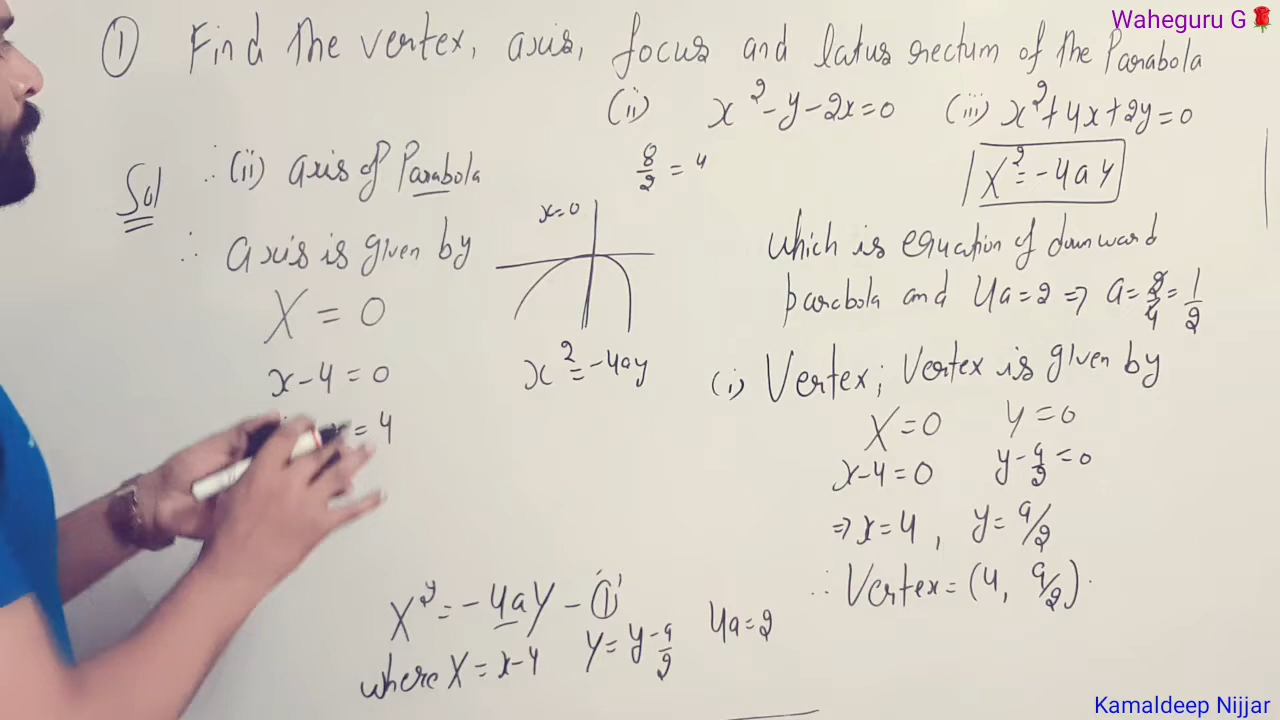 Waheguru G🌹
① Find the vertex, axis, focus and latus rectum of the Parabola
(ii) x² - y - 2x = 0 (iii) x² + 4x + 2y = 0
Sol
∴ (ii) axis of Parabola
8/2 = 4
∴ axis is given by
X = 0
x - 4 = 0
x = 4
x=0
x² = -4ay
X² = -4aY
which is equation of downward
parabola and 4a = 2 ⇒ a = 2/4 = 1/2
(i) Vertex; Vertex is given by
X = 0 Y = 0
x - 4 = 0 y - 9/2 = 0
⇒ x = 4, y = 9/2
∴ Vertex = (4, 9/2).
X² = -4aY - ①
where X = x - 4 Y = y - 9/2 4a = 2
Kamaldeep Nijjar